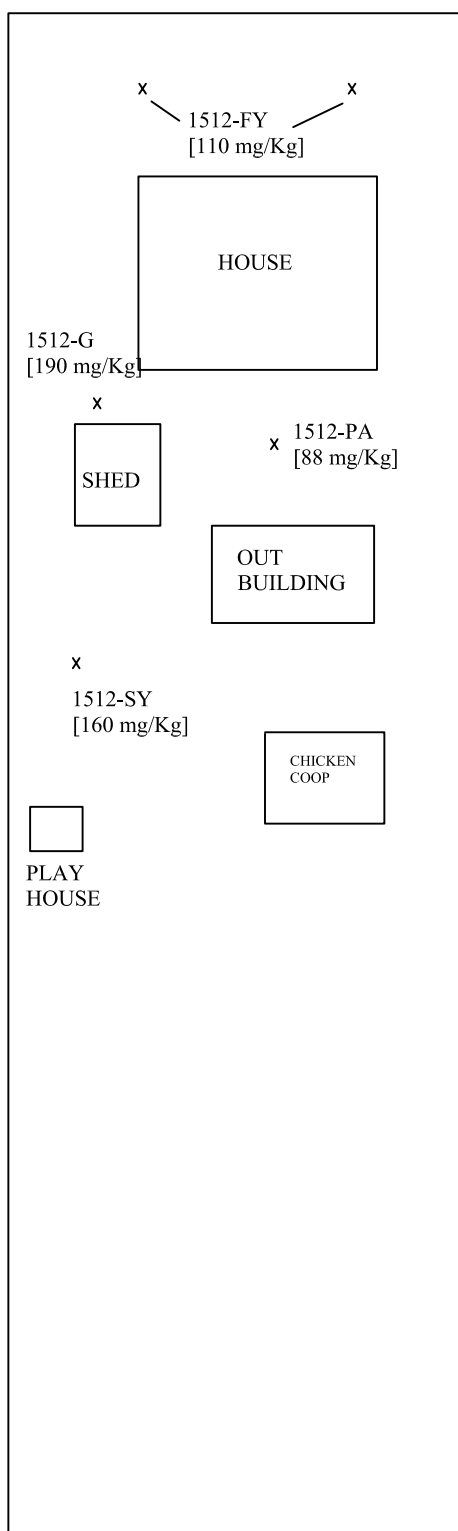 1512-FY
[110 mg/Kg]
HOUSE
1512-G
[190 mg/Kg]
1512-PA
[88 mg/Kg]
SHED
OUT
BUILDING
1512-SY
[160 mg/Kg]
CHICKEN
COOP
PLAY
HOUSE